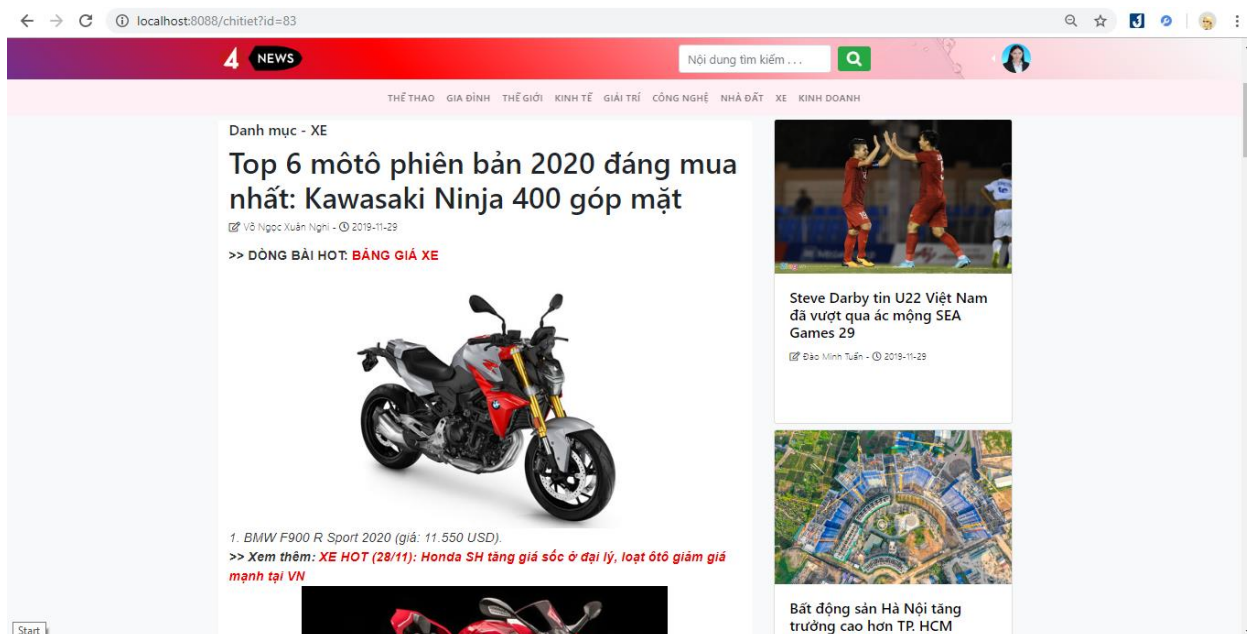 localhost:8088/chitiet?id=83
4 NEWS
Nội dung tìm kiếm . . .
THỂ THAO GIA ĐÌNH THẾ GIỚI KINH TẾ GIẢI TRÍ CÔNG NGHỆ NHÀ ĐẤT XE KINH DOANH
Danh mục - XE
Top 6 môtô phiên bản 2020 đáng mua
nhất: Kawasaki Ninja 400 góp mặt
Võ Ngọc Xuân Nghi - 2019-11-29
>> DÒNG BÀI HOT: BẢNG GIÁ XE
1. BMW F900 R Sport 2020 (giá: 11.550 USD).
>> Xem thêm: XE HOT (28/11): Honda SH tăng giá sốc ở đại lý, loạt ôtô giảm giá
mạnh tại VN
Steve Darby tin U22 Việt Nam
đã vượt qua ác mộng SEA
Games 29
Đào Minh Tuấn - 2019-11-29
Bất động sản Hà Nội tăng
trưởng cao hơn TP. HCM
Start